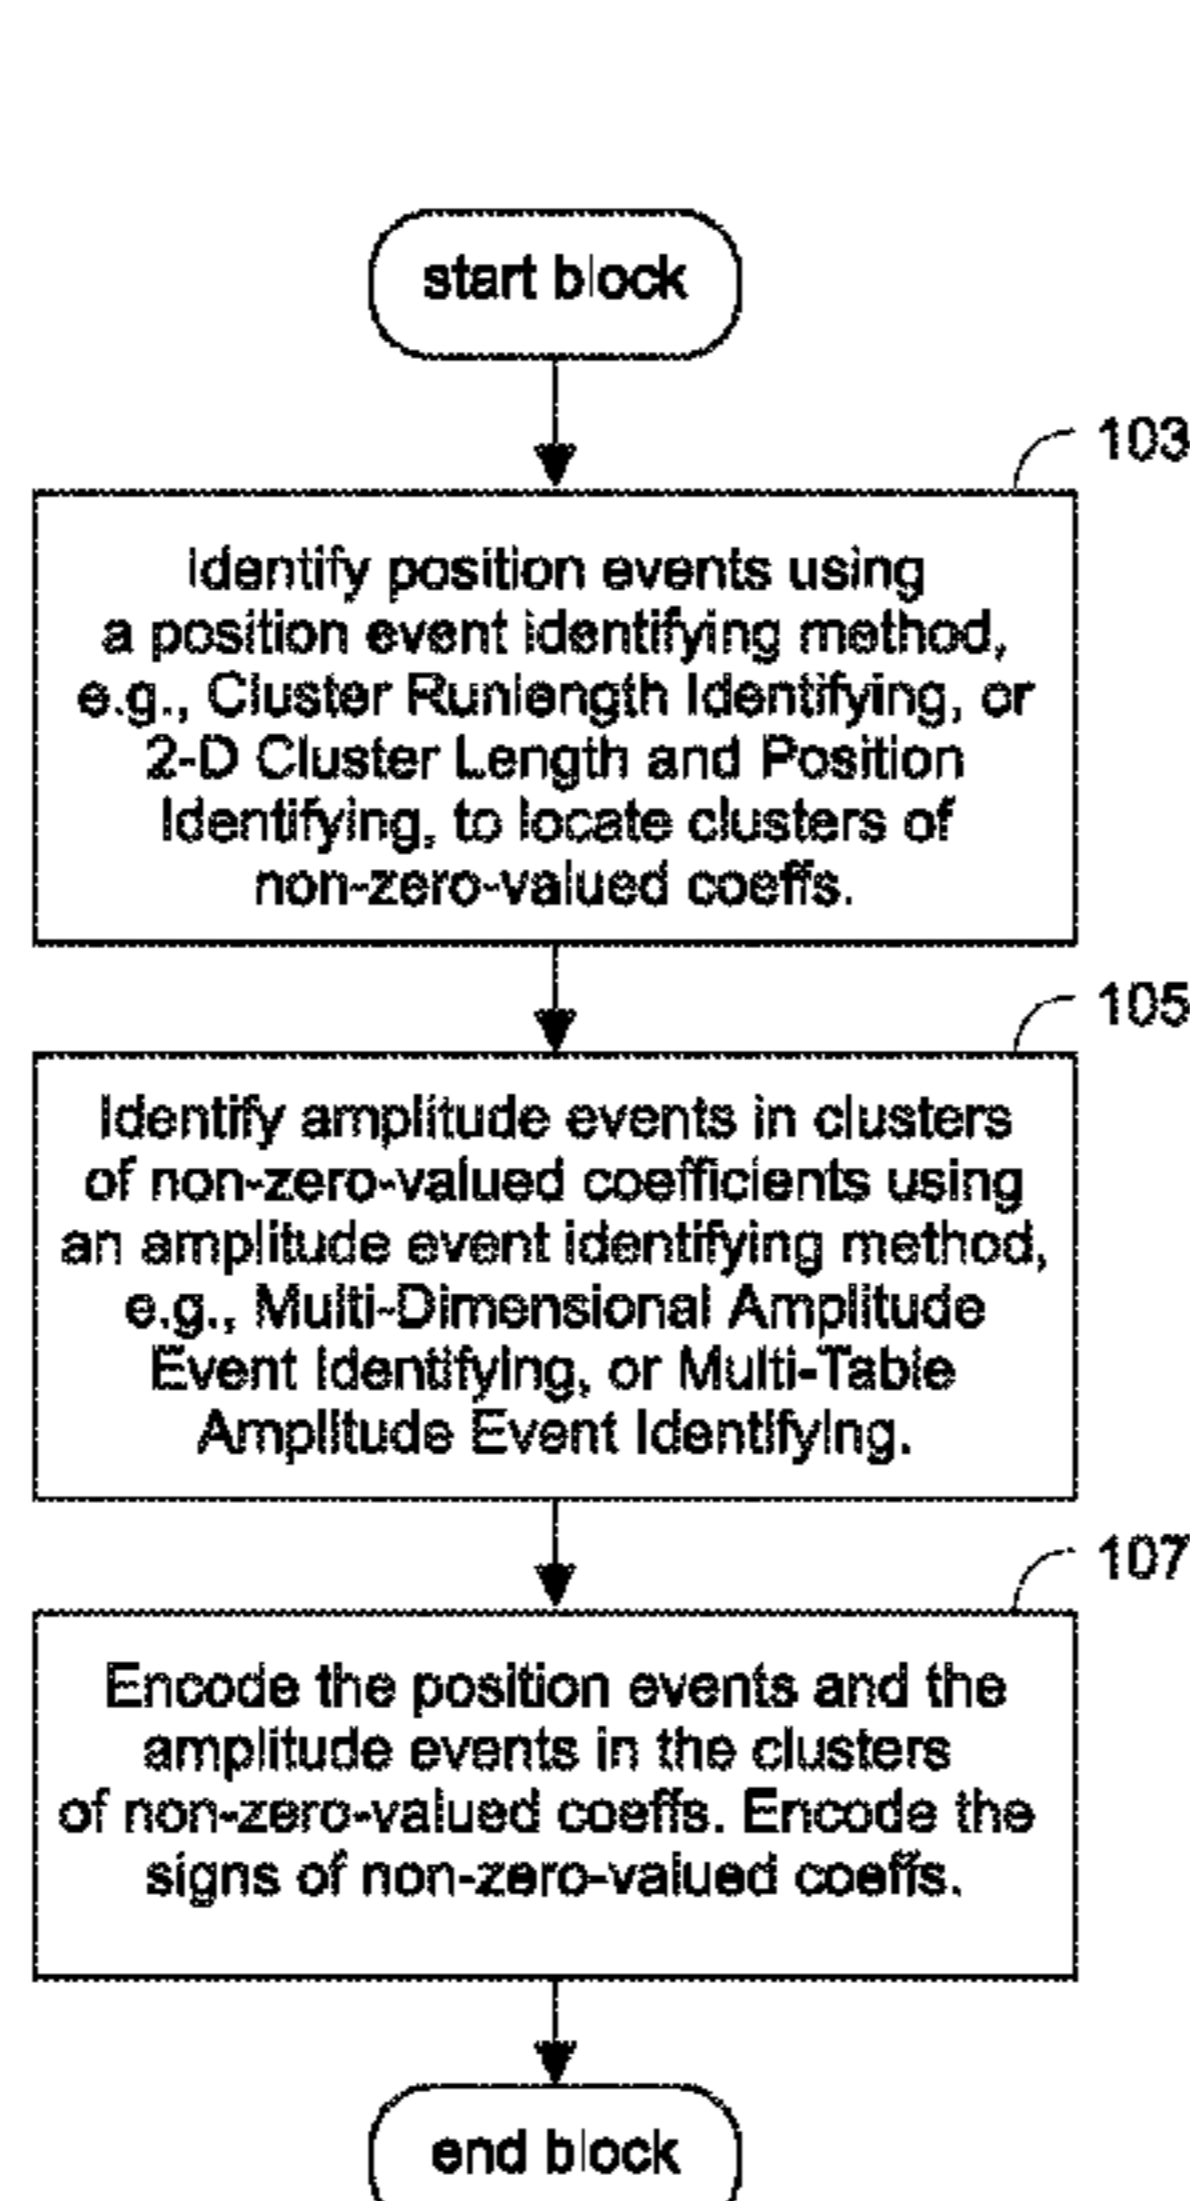 start block
103
Identify position events using
a position event identifying method,
e.g., Cluster Runlength Identifying, or
2-D Cluster Length and Position
Identifying, to locate clusters of
non-zero-valued coeffs.
105
Identify amplitude events in clusters
of non-zero-valued coefficients using
an amplitude event identifying method,
e.g., Multi-Dimensional Amplitude
Event Identifying, or Multi-Table
Amplitude Event Identifying.
107
Encode the position events and the
amplitude events in the clusters
of non-zero-valued coeffs. Encode the
signs of non-zero-valued coeffs.
end block